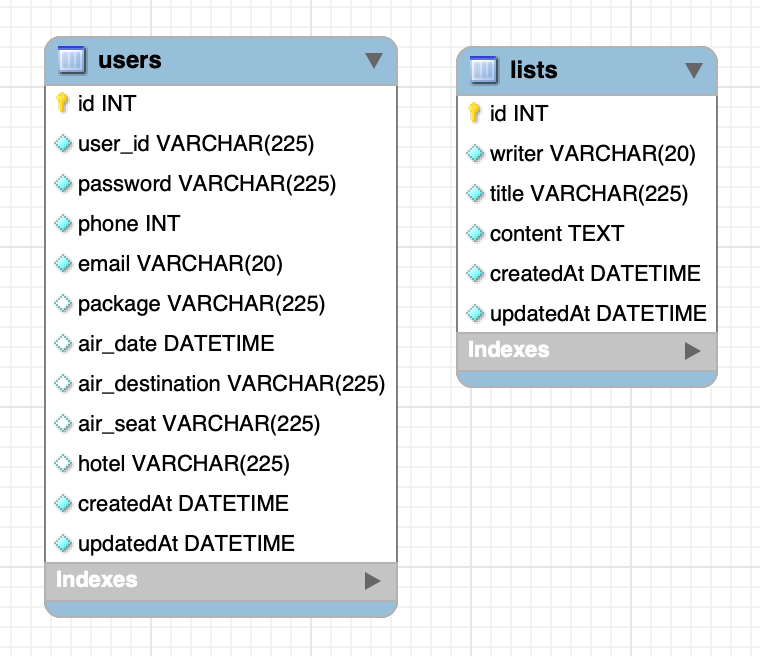 users
id INT
user_id VARCHAR(225)
password VARCHAR(225)
phone INT
email VARCHAR(20)
package VARCHAR(225)
air_date DATETIME
air_destination VARCHAR(225)
air_seat VARCHAR(225)
hotel VARCHAR(225)
createdAt DATETIME
updatedAt DATETIME
Indexes
lists
id INT
writer VARCHAR(20)
title VARCHAR(225)
content TEXT
createdAt DATETIME
updatedAt DATETIME
Indexes